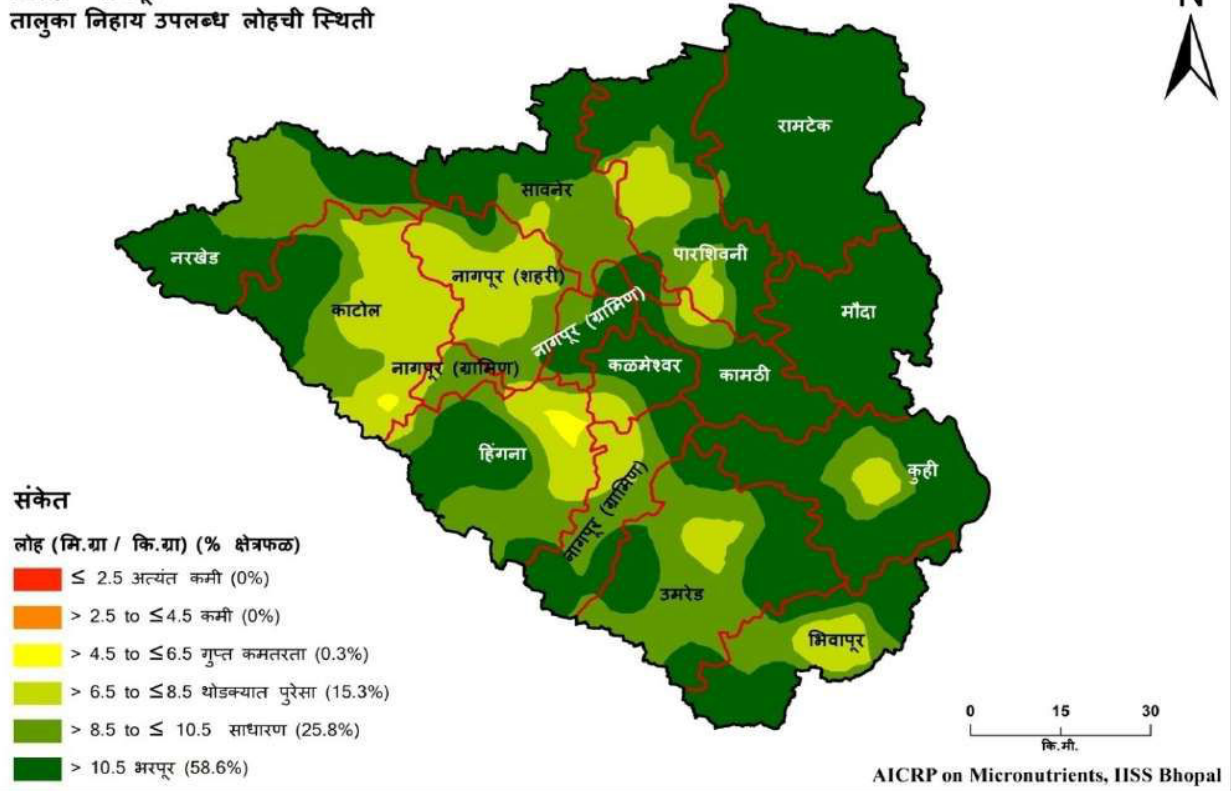 तालुका निहाय उपलब्ध लोहची स्थिती
N
रामटेक
सावनेर
पारशिवनी
नरखेड
नागपूर (शहरी)
काटोल
नागपूर (ग्रामिण)
मौदा
नागपूर (ग्रामिण)
कळमेश्वर
कामठी
हिंगना
कुही
नागपूर (ग्रामिण)
उमरेड
भिवापूर
संकेत
लोह (मि.ग्रा / कि.ग्रा) (% क्षेत्रफळ)
≤ 2.5 अत्यंत कमी (0%)
> 2.5 to ≤4.5 कमी (0%)
> 4.5 to ≤6.5 गुप्त कमतरता (0.3%)
> 6.5 to ≤8.5 थोडक्यात पुरेसा (15.3%)
> 8.5 to ≤ 10.5 साधारण (25.8%)
> 10.5 भरपूर (58.6%)
0 15 30
कि.मी.
AICRP on Micronutrients, IISS Bhopal